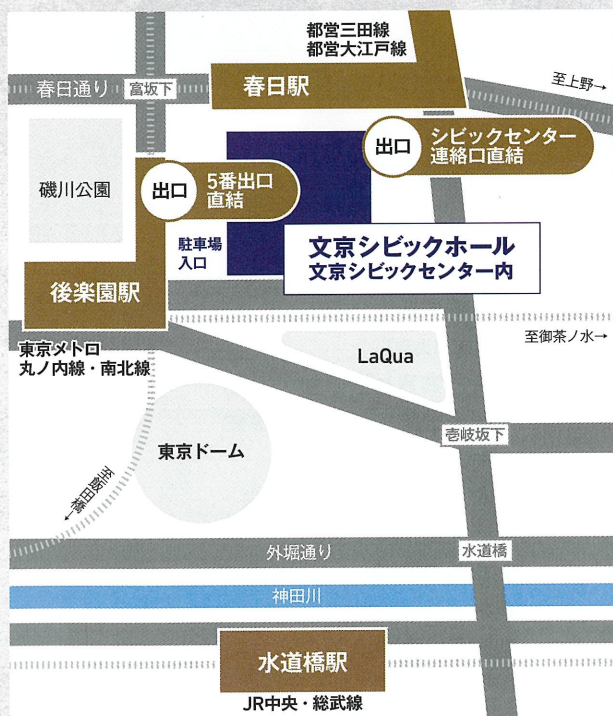 都営三田線
都営大江戸線
春日通り
富坂下
春日駅
至上野→
礒川公園
出口
5番出口
直結
出口
シビックセンター
連絡口直結
駐車場
入口
文京シビックホール
文京シビックセンター内
後楽園駅
東京メトロ
丸ノ内線・南北線
至御茶ノ水→
LaQua
壱岐坂下
東京ドーム
至飯田橋→
外堀通り
水道橋
神田川
水道橋駅
JR中央・総武線